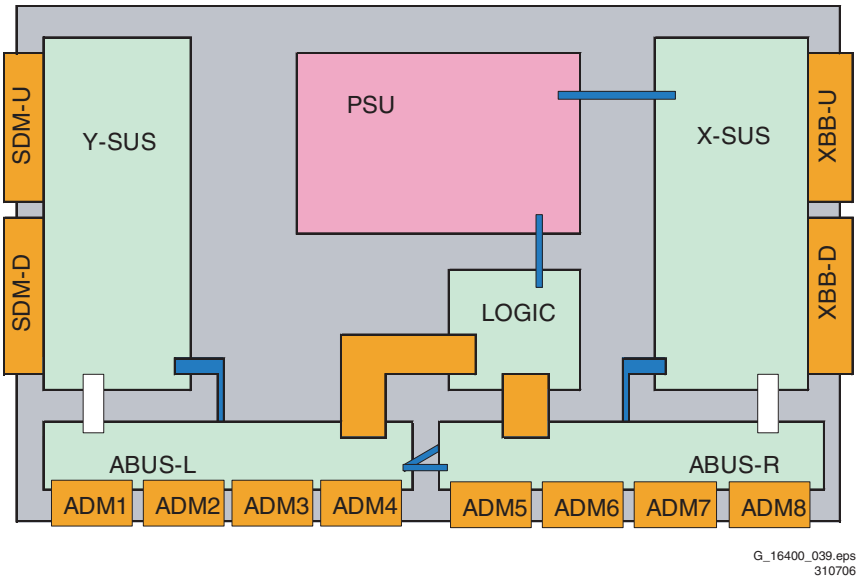 SDM-U
Y-SUS
PSU
X-SUS
XBB-U
SDM-D
LOGIC
XBB-D
ABUS-L
ABUS-R
ADM1
ADM2
ADM3
ADM4
ADM5
ADM6
ADM7
ADM8
G_16400_039.eps
310706